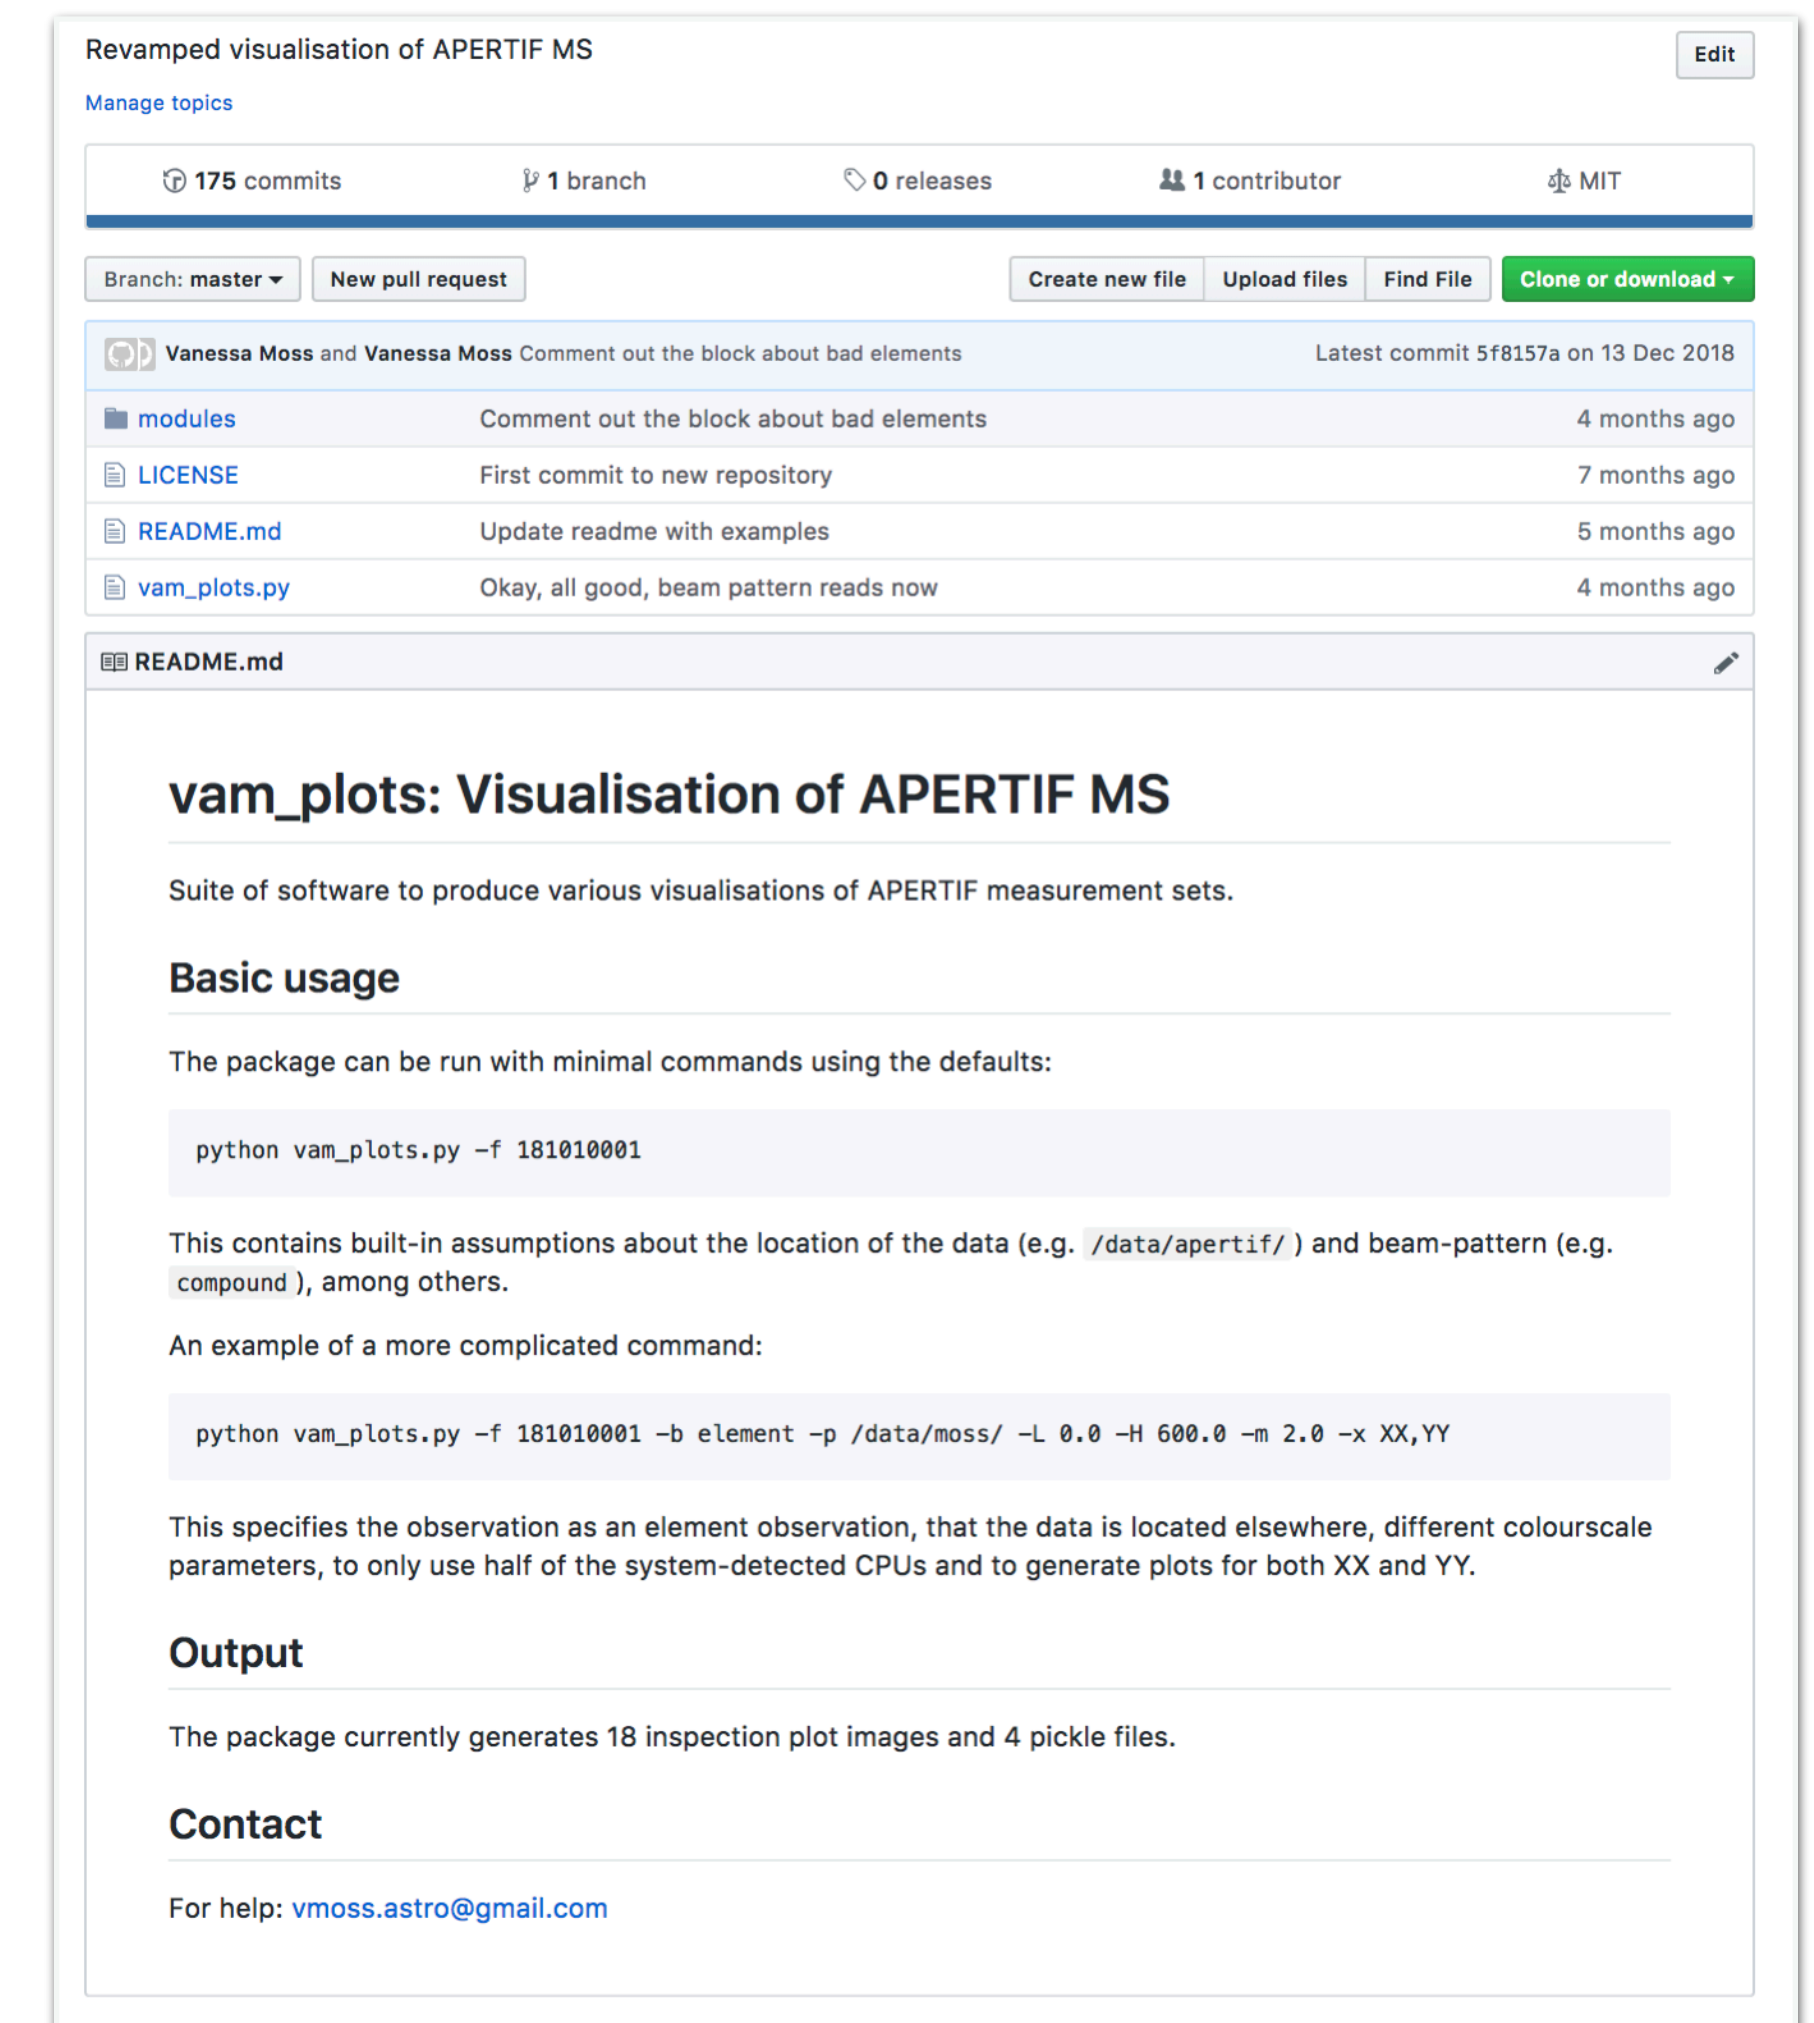 Revamped visualisation of APERTIF MS
Edit
Manage topics
175 commits
1 branch
0 releases
1 contributor
MIT
Branch: master
New pull request
Create new file
Upload files
Find File
Clone or download
Vanessa Moss and Vanessa Moss Comment out the block about bad elements
Latest commit 5f8157a on 13 Dec 2018
modules
Comment out the block about bad elements
4 months ago
LICENSE
First commit to new repository
7 months ago
README.md
Update readme with examples
5 months ago
vam_plots.py
Okay, all good, beam pattern reads now
4 months ago
README.md
vam_plots: Visualisation of APERTIF MS
Suite of software to produce various visualisations of APERTIF measurement sets.
Basic usage
The package can be run with minimal commands using the defaults:
python vam_plots.py -f 181010001
This contains built-in assumptions about the location of the data (e.g. /data/apertif/ ) and beam-pattern (e.g.
compound ), among others.
An example of a more complicated command:
python vam_plots.py -f 181010001 -b element -p /data/moss/ -L 0.0 -H 600.0 -m 2.0 -x XX,YY
This specifies the observation as an element observation, that the data is located elsewhere, different colourscale
parameters, to only use half of the system-detected CPUs and to generate plots for both XX and YY.
Output
The package currently generates 18 inspection plot images and 4 pickle files.
Contact
For help: vmoss.astro@gmail.com